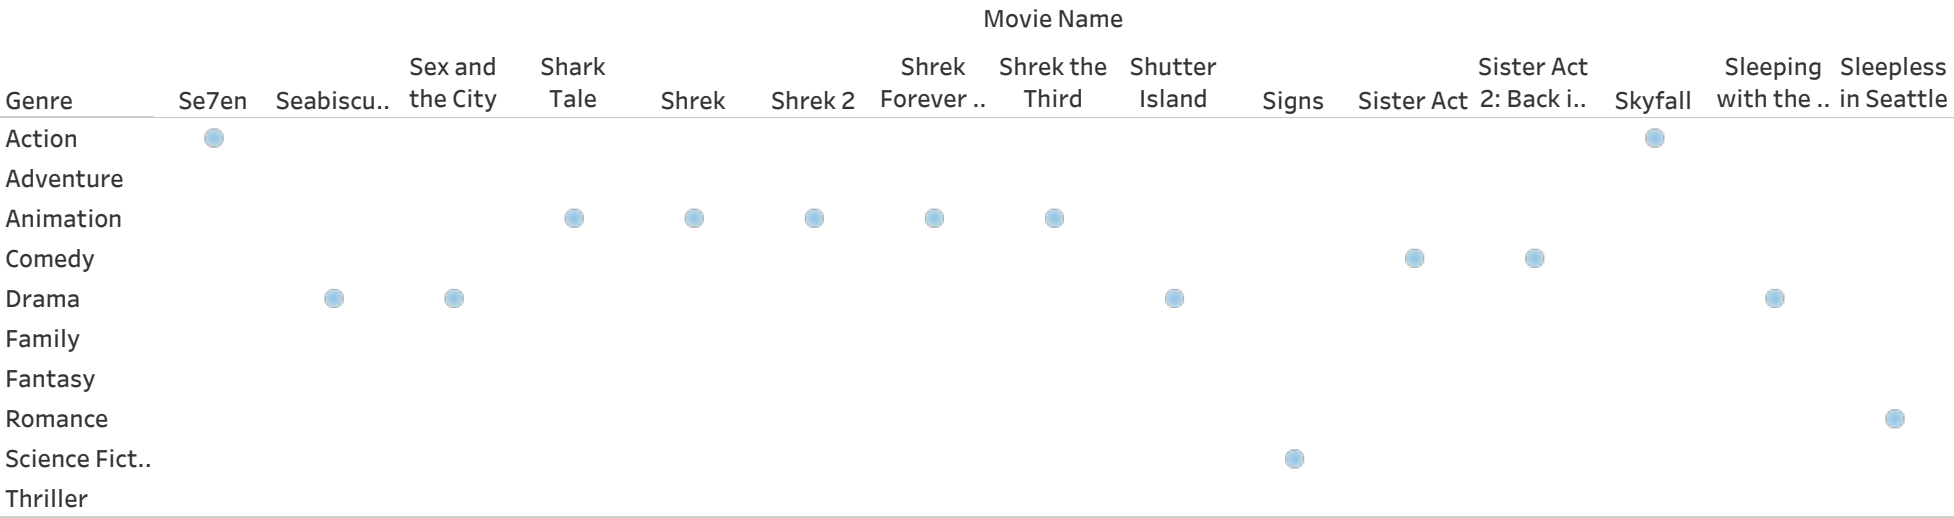 Movie Name
Sex and Shark Shrek Shrek the Shutter Sister Act Sleeping Sleepless
Genre Se7en Seabiscu.. the City Tale Shrek Shrek 2 Forever .. Third Island Signs Sister Act 2: Back i.. Skyfall with the .. in Seattle
Action
Adventure
Animation
Comedy
Drama
Family
Fantasy
Romance
Science Fict..
Thriller